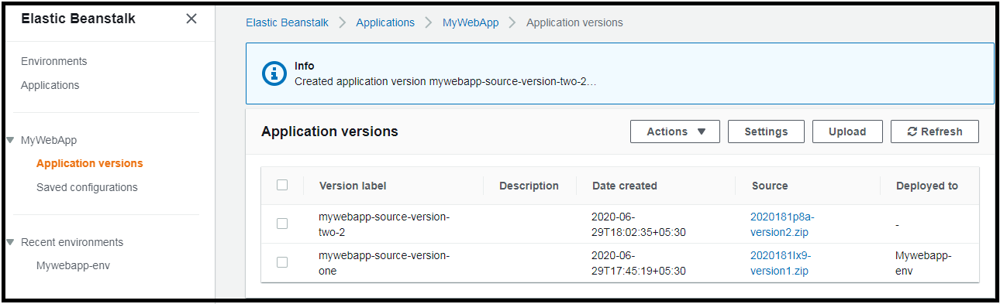 Elastic Beanstalk
Environments
Applications
MyWebApp
Application versions
Saved configurations
Recent environments
Mywebapp-env
Elastic Beanstalk > Applications > MyWebApp > Application versions
Info
Created application version mywebapp-source-version-two-2…
Application versions Actions Settings Upload Refresh
Version label Description Date created Source Deployed to
mywebapp-source-version-
two-2
2020-06-
29T18:02:35+05:30
2020181p8a-
version2.zip
-
mywebapp-source-version-
one
2020-06-
29T17:45:19+05:30
2020181lx9-
version1.zip
Mywebapp-
env